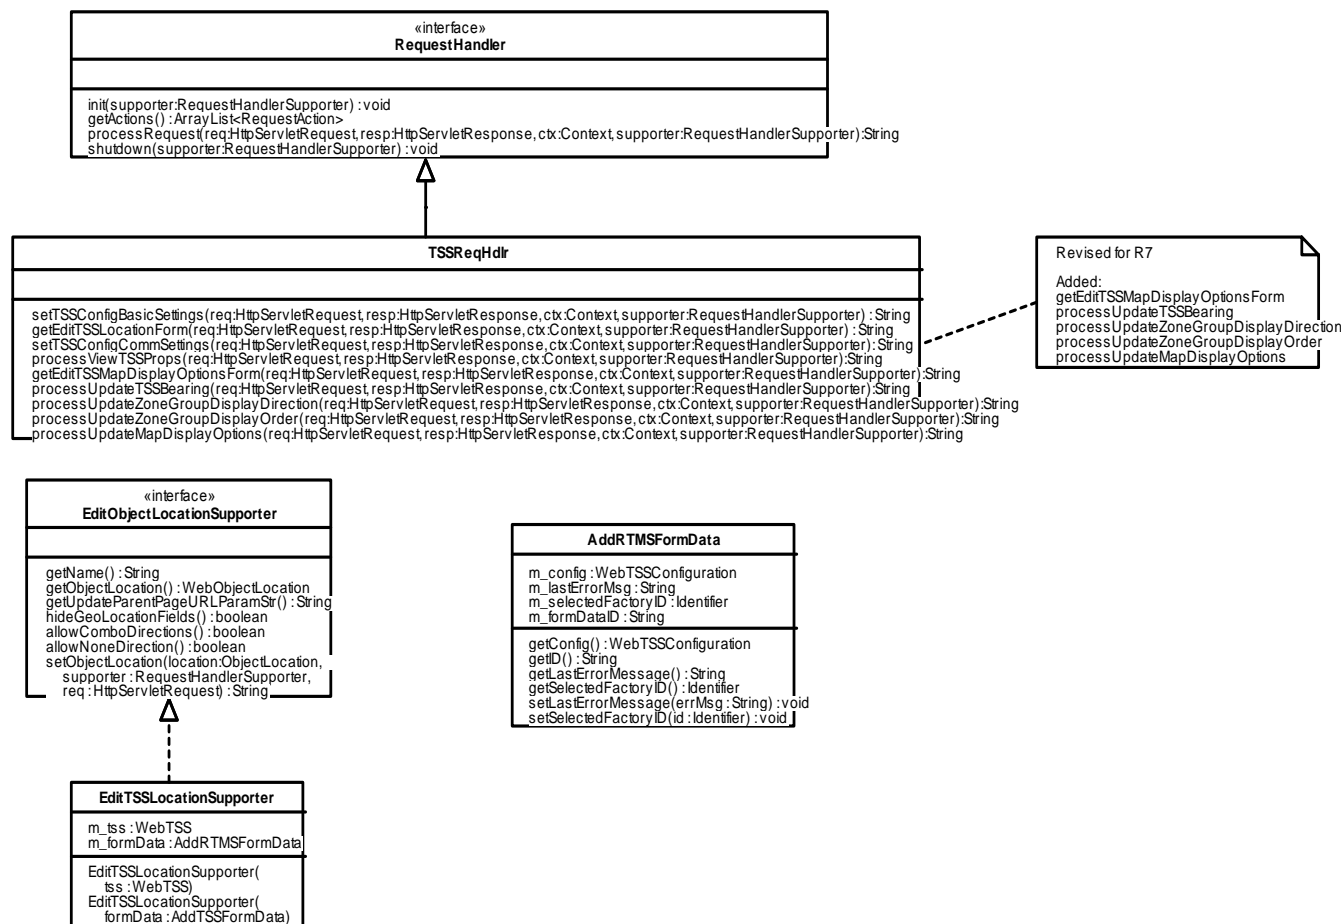 «interface»
RequestHandler
init(supporter:RequestHandlerSupporter) : void
getActions() : ArrayList<RequestAction>
processRequest(req:HttpServletRequest, resp:HttpServletResponse, ctx:Context, supporter:RequestHandlerSupporter):String
shutdown(supporter:RequestHandlerSupporter) : void
TSSReqHdlr
setTSSConfigBasicSettings(req:HttpServletRequest, resp:HttpServletResponse, ctx:Context, supporter:RequestHandlerSupporter) : String
getEditTSSLocationForm(req:HttpServletRequest, resp:HttpServletResponse, ctx:Context, supporter:RequestHandlerSupporter) : String
setTSSConfigCommSettings(req:HttpServletRequest, resp:HttpServletResponse, ctx:Context, supporter:RequestHandlerSupporter): String
processViewTSSProps(req:HttpServletRequest, resp:HttpServletResponse, ctx:Context, supporter:RequestHandlerSupporter):String
getEditTSSMapDisplayOptionsForm(req:HttpServletRequest, resp:HttpServletResponse, ctx:Context, supporter:RequestHandlerSupporter):String
processUpdateTSSBearing(req:HttpServletRequest, resp:HttpServletResponse, ctx:Context, supporter:RequestHandlerSupporter):String
processUpdateZoneGroupDisplayDirection(req:HttpServletRequest, resp:HttpServletResponse, ctx:Context, supporter:RequestHandlerSupporter):String
processUpdateZoneGroupDisplayOrder(req:HttpServletRequest, resp:HttpServletResponse, ctx:Context, supporter:RequestHandlerSupporter):String
processUpdateMapDisplayOptions(req:HttpServletRequest, resp:HttpServletResponse, ctx:Context, supporter:RequestHandlerSupporter):String
Revised for R7
Added:
getEditTSSMapDisplayOptionsForm
processUpdateTSSBearing
processUpdateZoneGroupDisplayDirection
processUpdateZoneGroupDisplayOrder
processUpdateMapDisplayOptions
«interface»
EditObjectLocationSupporter
getName() : String
getObjectLocation() : WebObjectLocation
getUpdateParentPageURLParamStr() : String
hideGeoLocationFields() : boolean
allowComboDirections() : boolean
allowNoneDirection() : boolean
setObjectLocation(location:ObjectLocation,
supporter : RequestHandlerSupporter,
req : HttpServletRequest) : String
AddRTMSFormData
m_config : WebTSSConfiguration
m_lastErrorMsg : String
m_selectedFactoryID : Identifier
m_formDataID : String
getConfig() : WebTSSConfiguration
getID() : String
getLastErrorMessage() : String
getSelectedFactoryID() : Identifier
setLastErrorMessage(errMsg : String) : void
setSelectedFactoryID(id : Identifier) : void
EditTSSLocationSupporter
m_tss : WebTSS
m_formData : AddRTMSFormData
EditTSSLocationSupporter(
tss : WebTSS)
EditTSSLocationSupporter(
formData : AddTSSFormData)